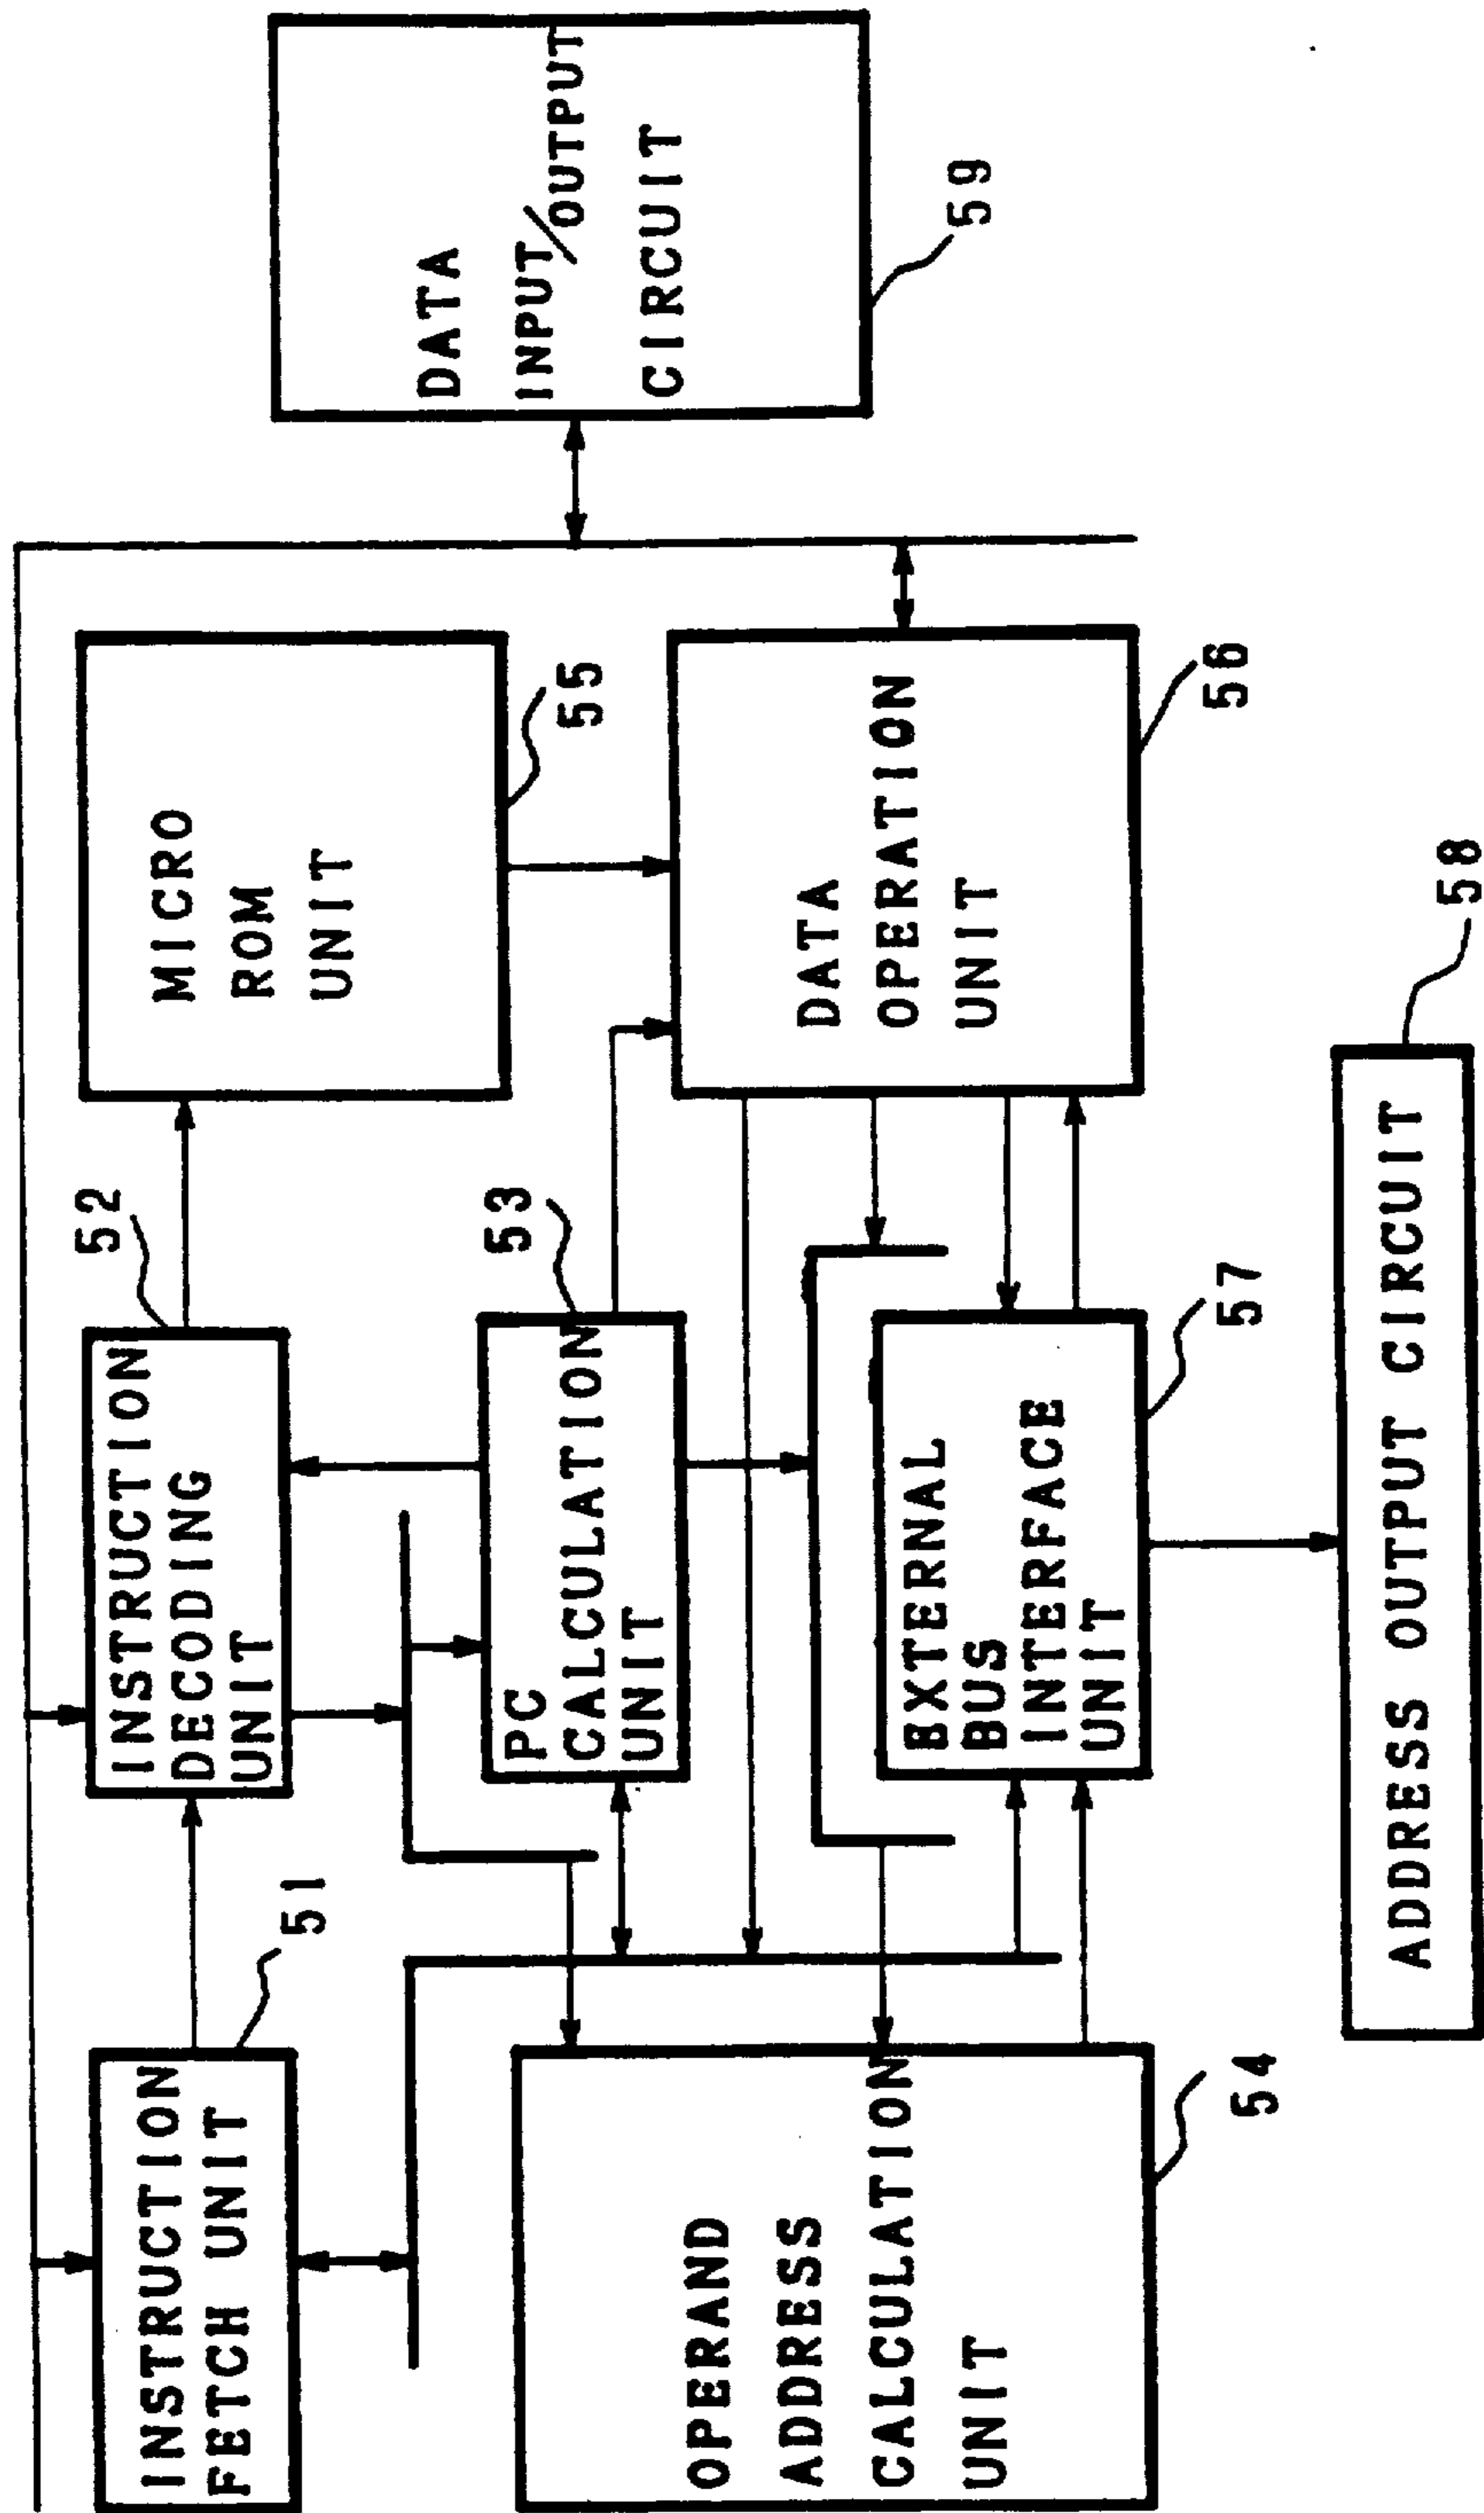 INSTRUCTION
FETCH UNIT
51
INSTRUCTION
DECODING
UNIT
52
MICRO
ROM
UNIT
55
DATA
INPUT/OUTPUT
CIRCUIT
59
PC
CALCULATION
UNIT
53
OPERAND
ADDRESS
CALCULATION
UNIT
54
DATA
OPERATION
UNIT
56
BXTERNAL
BUS
INTERFACE
UNIT
57
ADDRESS OUTPUT CIRCUIT
58